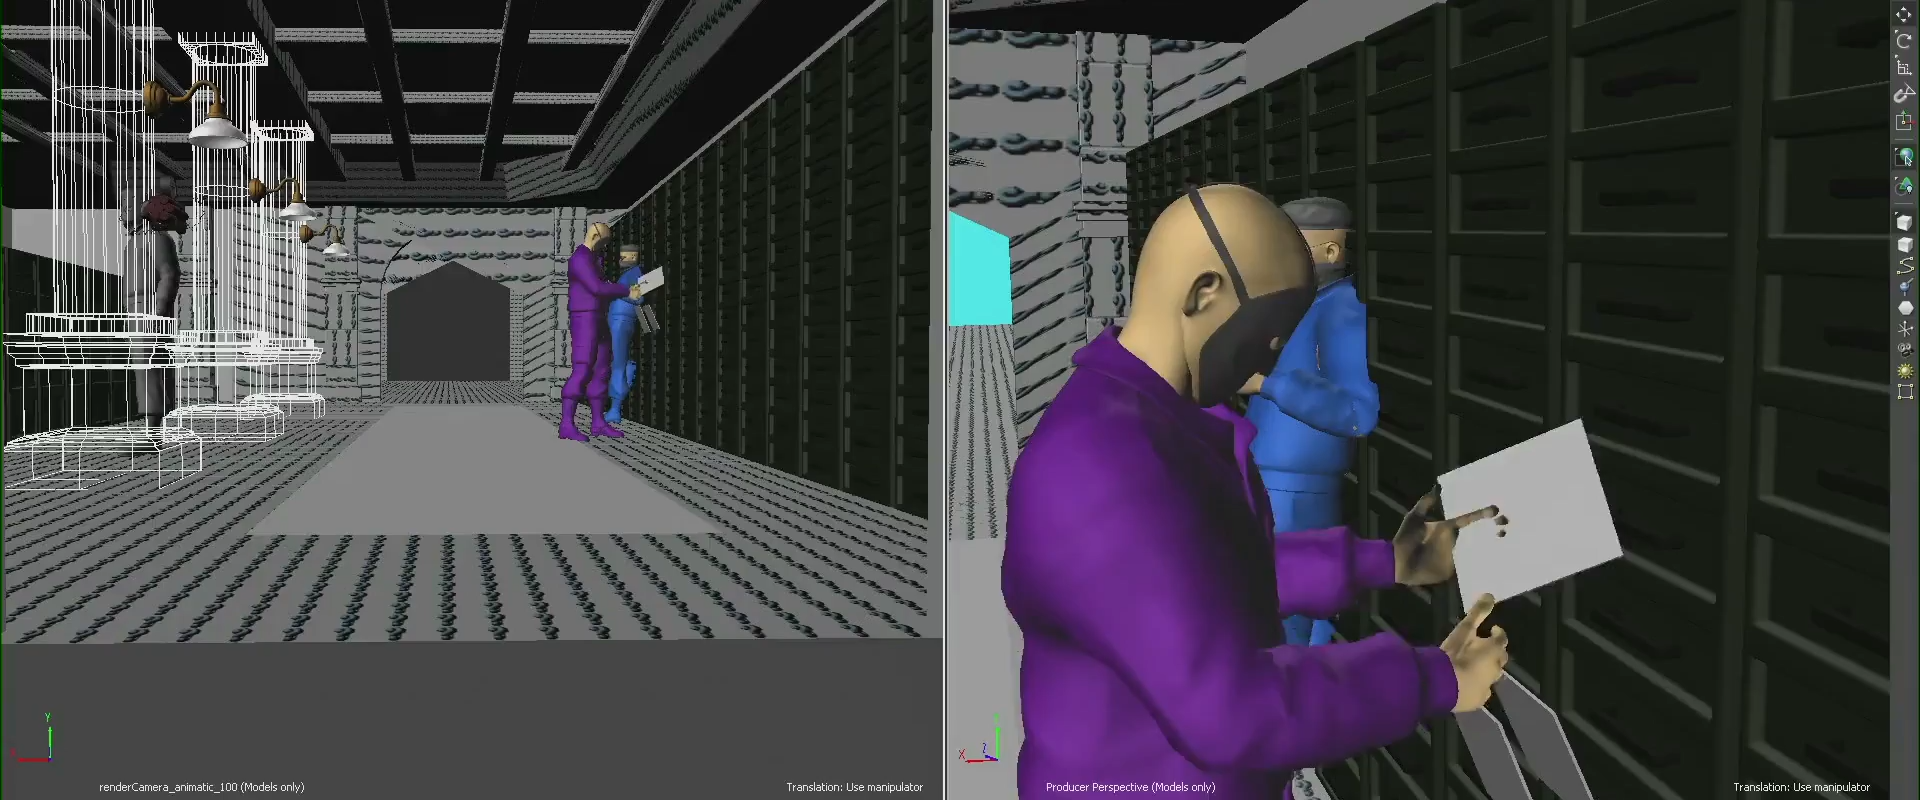 Y
renderCamera_animatic_100 (Models only)
Translation: Use manipulator
X
Z
Producer Perspective (Models only)
Translation: Use manipulator